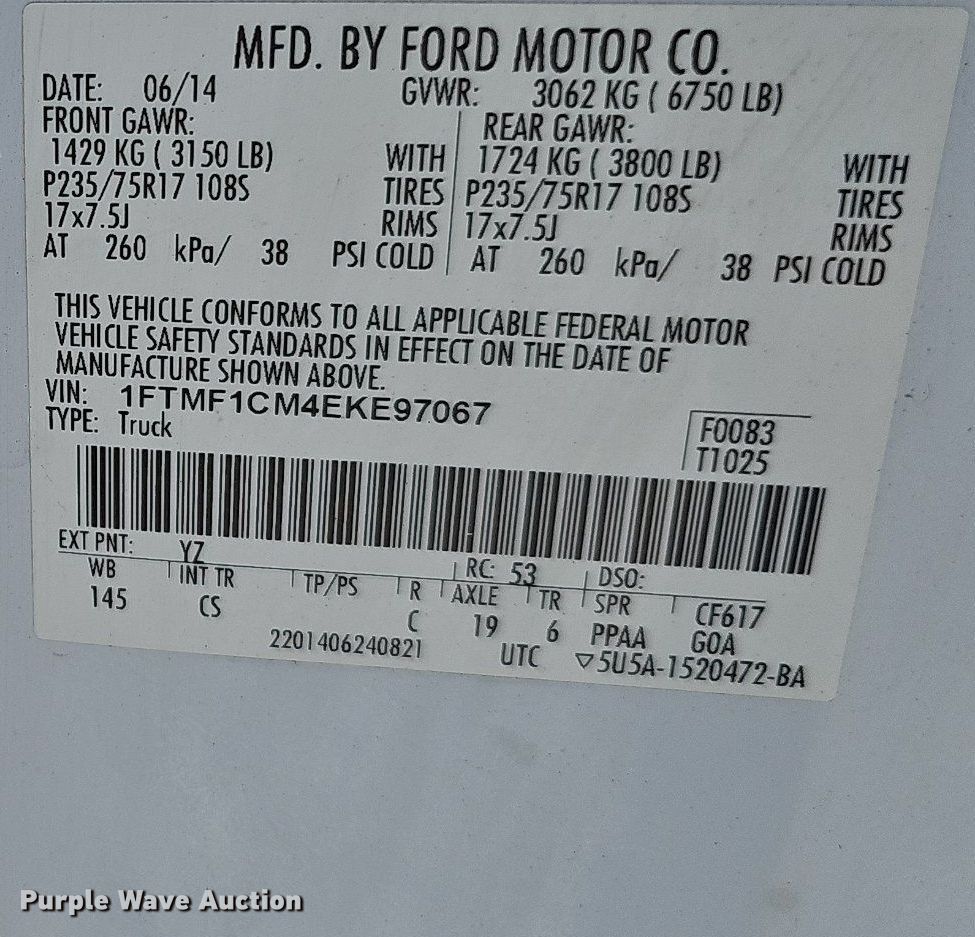 MFD. BY FORD MOTOR CO.
DATE: 06/14 GVWR: 3062 KG ( 6750 LB)
FRONT GAWR: REAR GAWR:
1429 KG ( 3150 LB) WITH 1724 KG ( 3800 LB) WITH
P235/75R17 108S TIRES P235/75R17 108S TIRES
17x7.5J RIMS 17x7.5J RIMS
AT 260 kPa/ 38 PSI COLD AT 260 kPa/ 38 PSI COLD
THIS VEHICLE CONFORMS TO ALL APPLICABLE FEDERAL MOTOR
VEHICLE SAFETY STANDARDS IN EFFECT ON THE DATE OF
MANUFACTURE SHOWN ABOVE.
VIN: 1FTMF1CM4EKE97067
TYPE: Truck
F0083
T1025
EXT PNT: YZ RC: 53 DSO:
WB INT TR TP/PS R AXLE TR SPR CF617
145 CS C 19 6 PPAA GOA
2201406240821 UTC ▽5U5A-1520472-BA
Purple Wave Auction